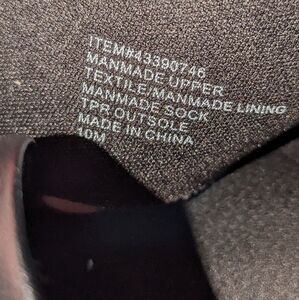 ITEM#43390746
MANMADE UPPER
TEXTILE/MANMADE LINING
MANMADE SOCK
TPR OUTSOLE
MADE IN CHINA
10M